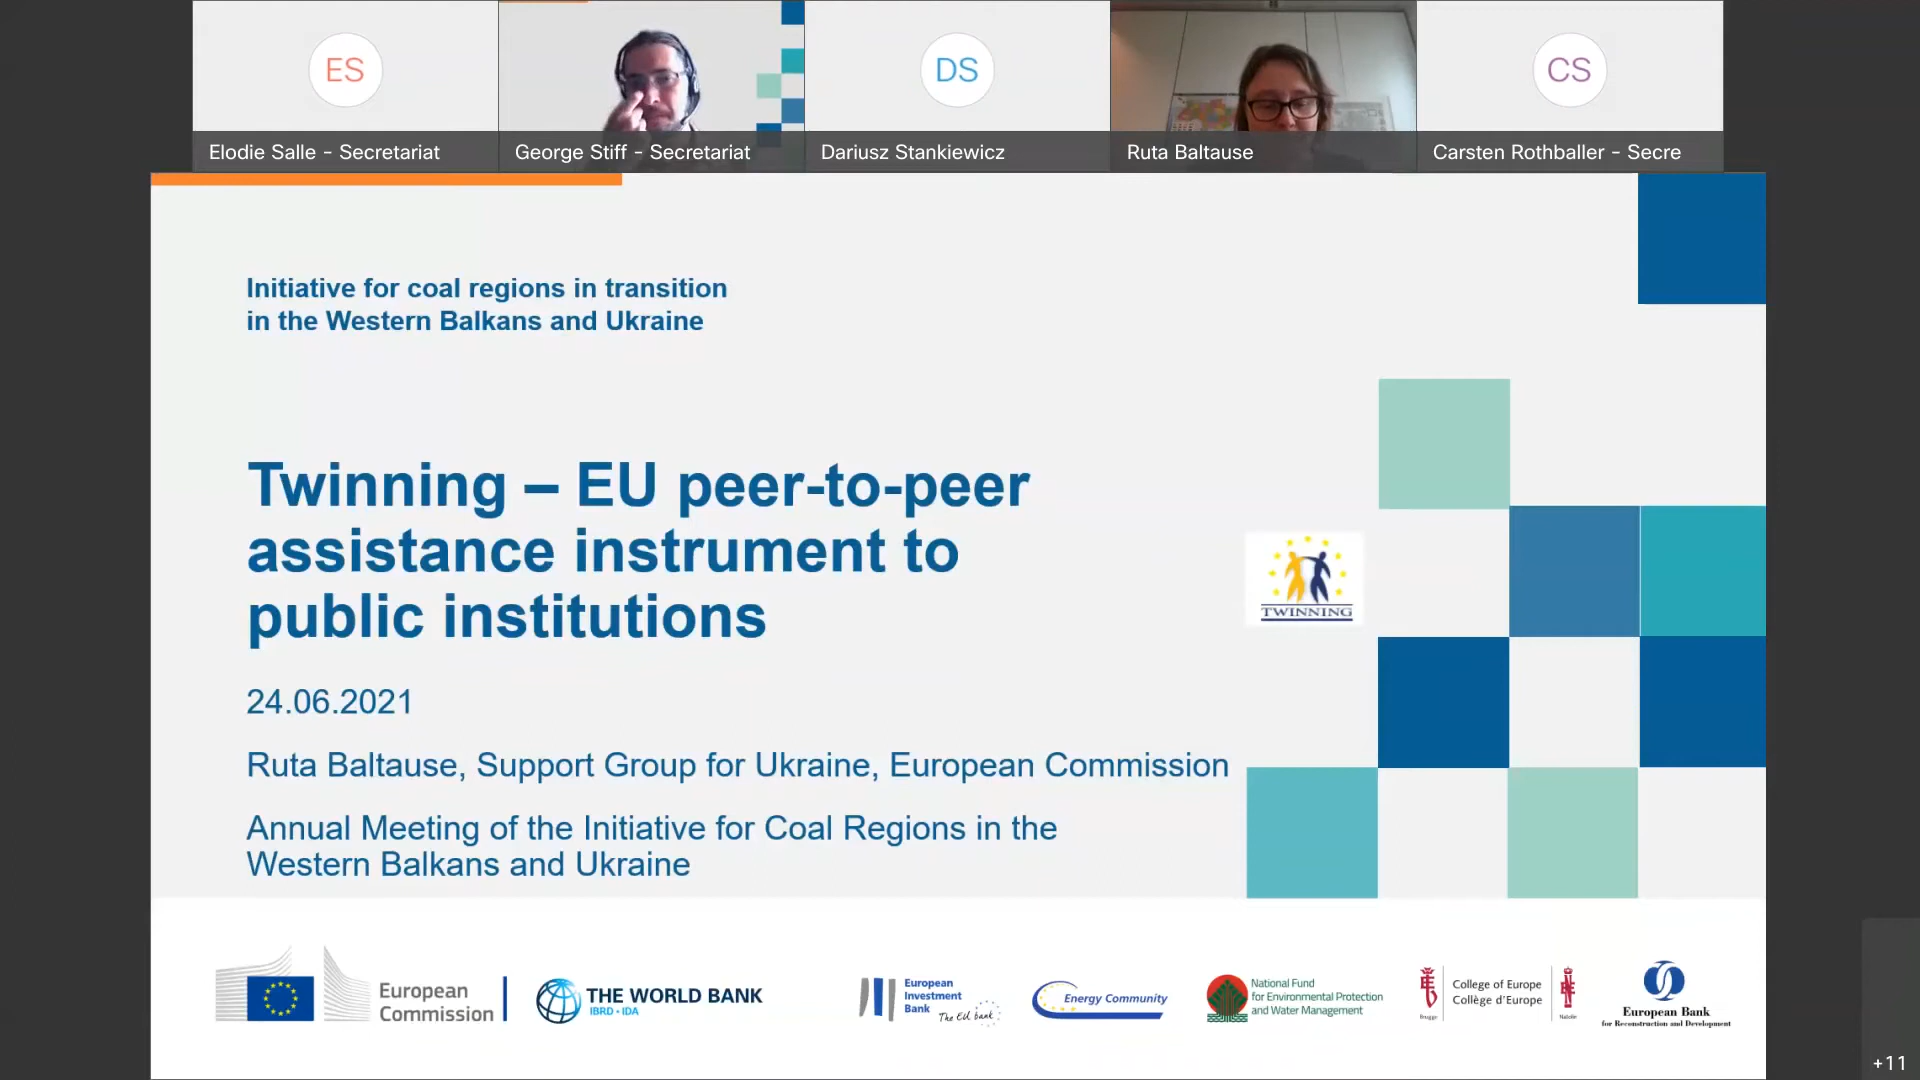 ES
DS
CS
Elodie Salle - Secretariat
George Stiff - Secretariat
Dariusz Stankiewicz
Ruta Baltause
Carsten Rothballer - Secre
Initiative for coal regions in transition
in the Western Balkans and Ukraine
Twinning – EU peer-to-peer
assistance instrument to
public institutions
TWINNING
24.06.2021
Ruta Baltause, Support Group for Ukraine, European Commission
Annual Meeting of the Initiative for Coal Regions in the
Western Balkans and Ukraine
European
Commission
THE WORLD BANK
IBRD • IDA
European
Investment
Bank
The EU bank
Energy Community
National Fund
for Environmental Protection
and Water Management
College of Europe
Collège d'Europe
Brugge
Natolin
European Bank
for Reconstruction and Development
+11